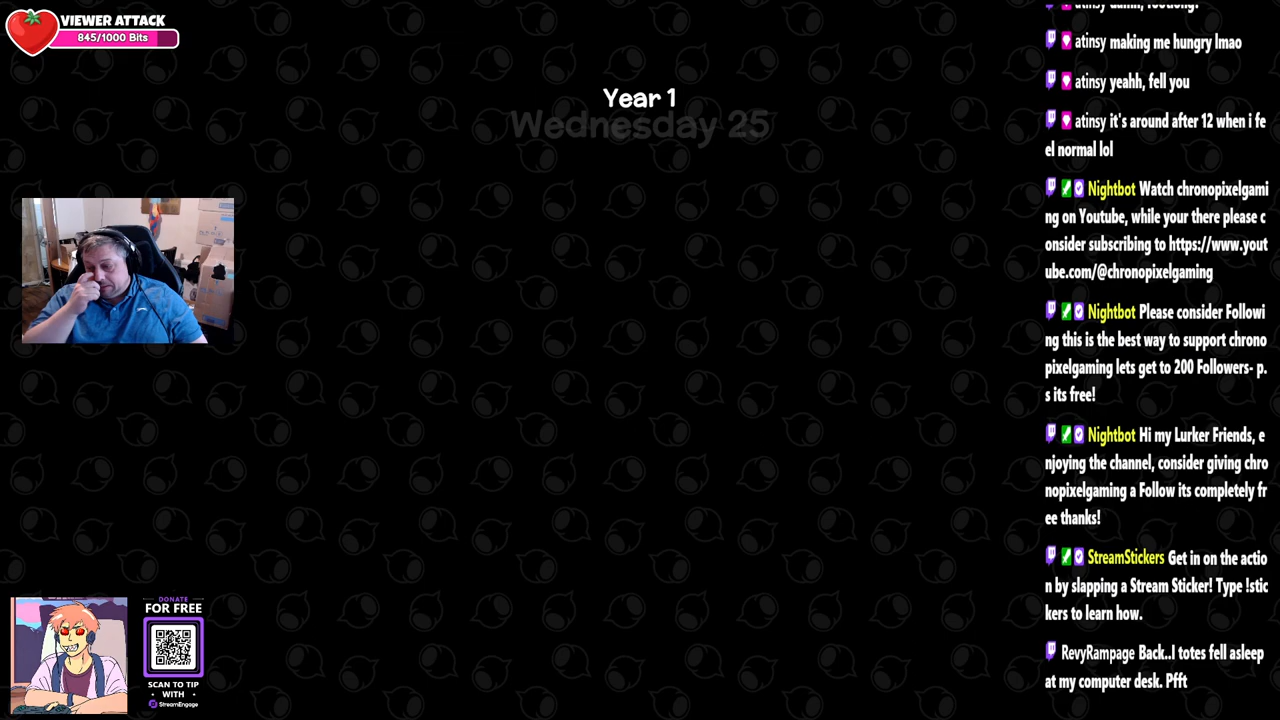 VIEWER ATTACK
845/1000 Bits
Year 1
Wednesday 25
DONATE
FOR FREE
SCAN TO TIP
• WITH •
StreamEngage
atinsy making me hungry lmao
atinsy yeahh, fell you
atinsy it's around after 12 when i fe
el normal lol
Nightbot Watch chronopixelgami
ng on Youtube, while your there please c
onsider subscribing to https://www.yout
ube.com/@chronopixelgaming
Nightbot Please consider Followi
ng this is the best way to support chrono
pixelgaming lets get to 200 Followers- p.
s its free!
Nightbot Hi my Lurker Friends, e
njoying the channel, consider giving chro
nopixelgaming a Follow its completely fr
ee thanks!
StreamStickers Get in on the actio
n by slapping a Stream Sticker! Type !stic
kers to learn how.
RevyRampage Back..I totes fell asleep
at my computer desk. Pfft